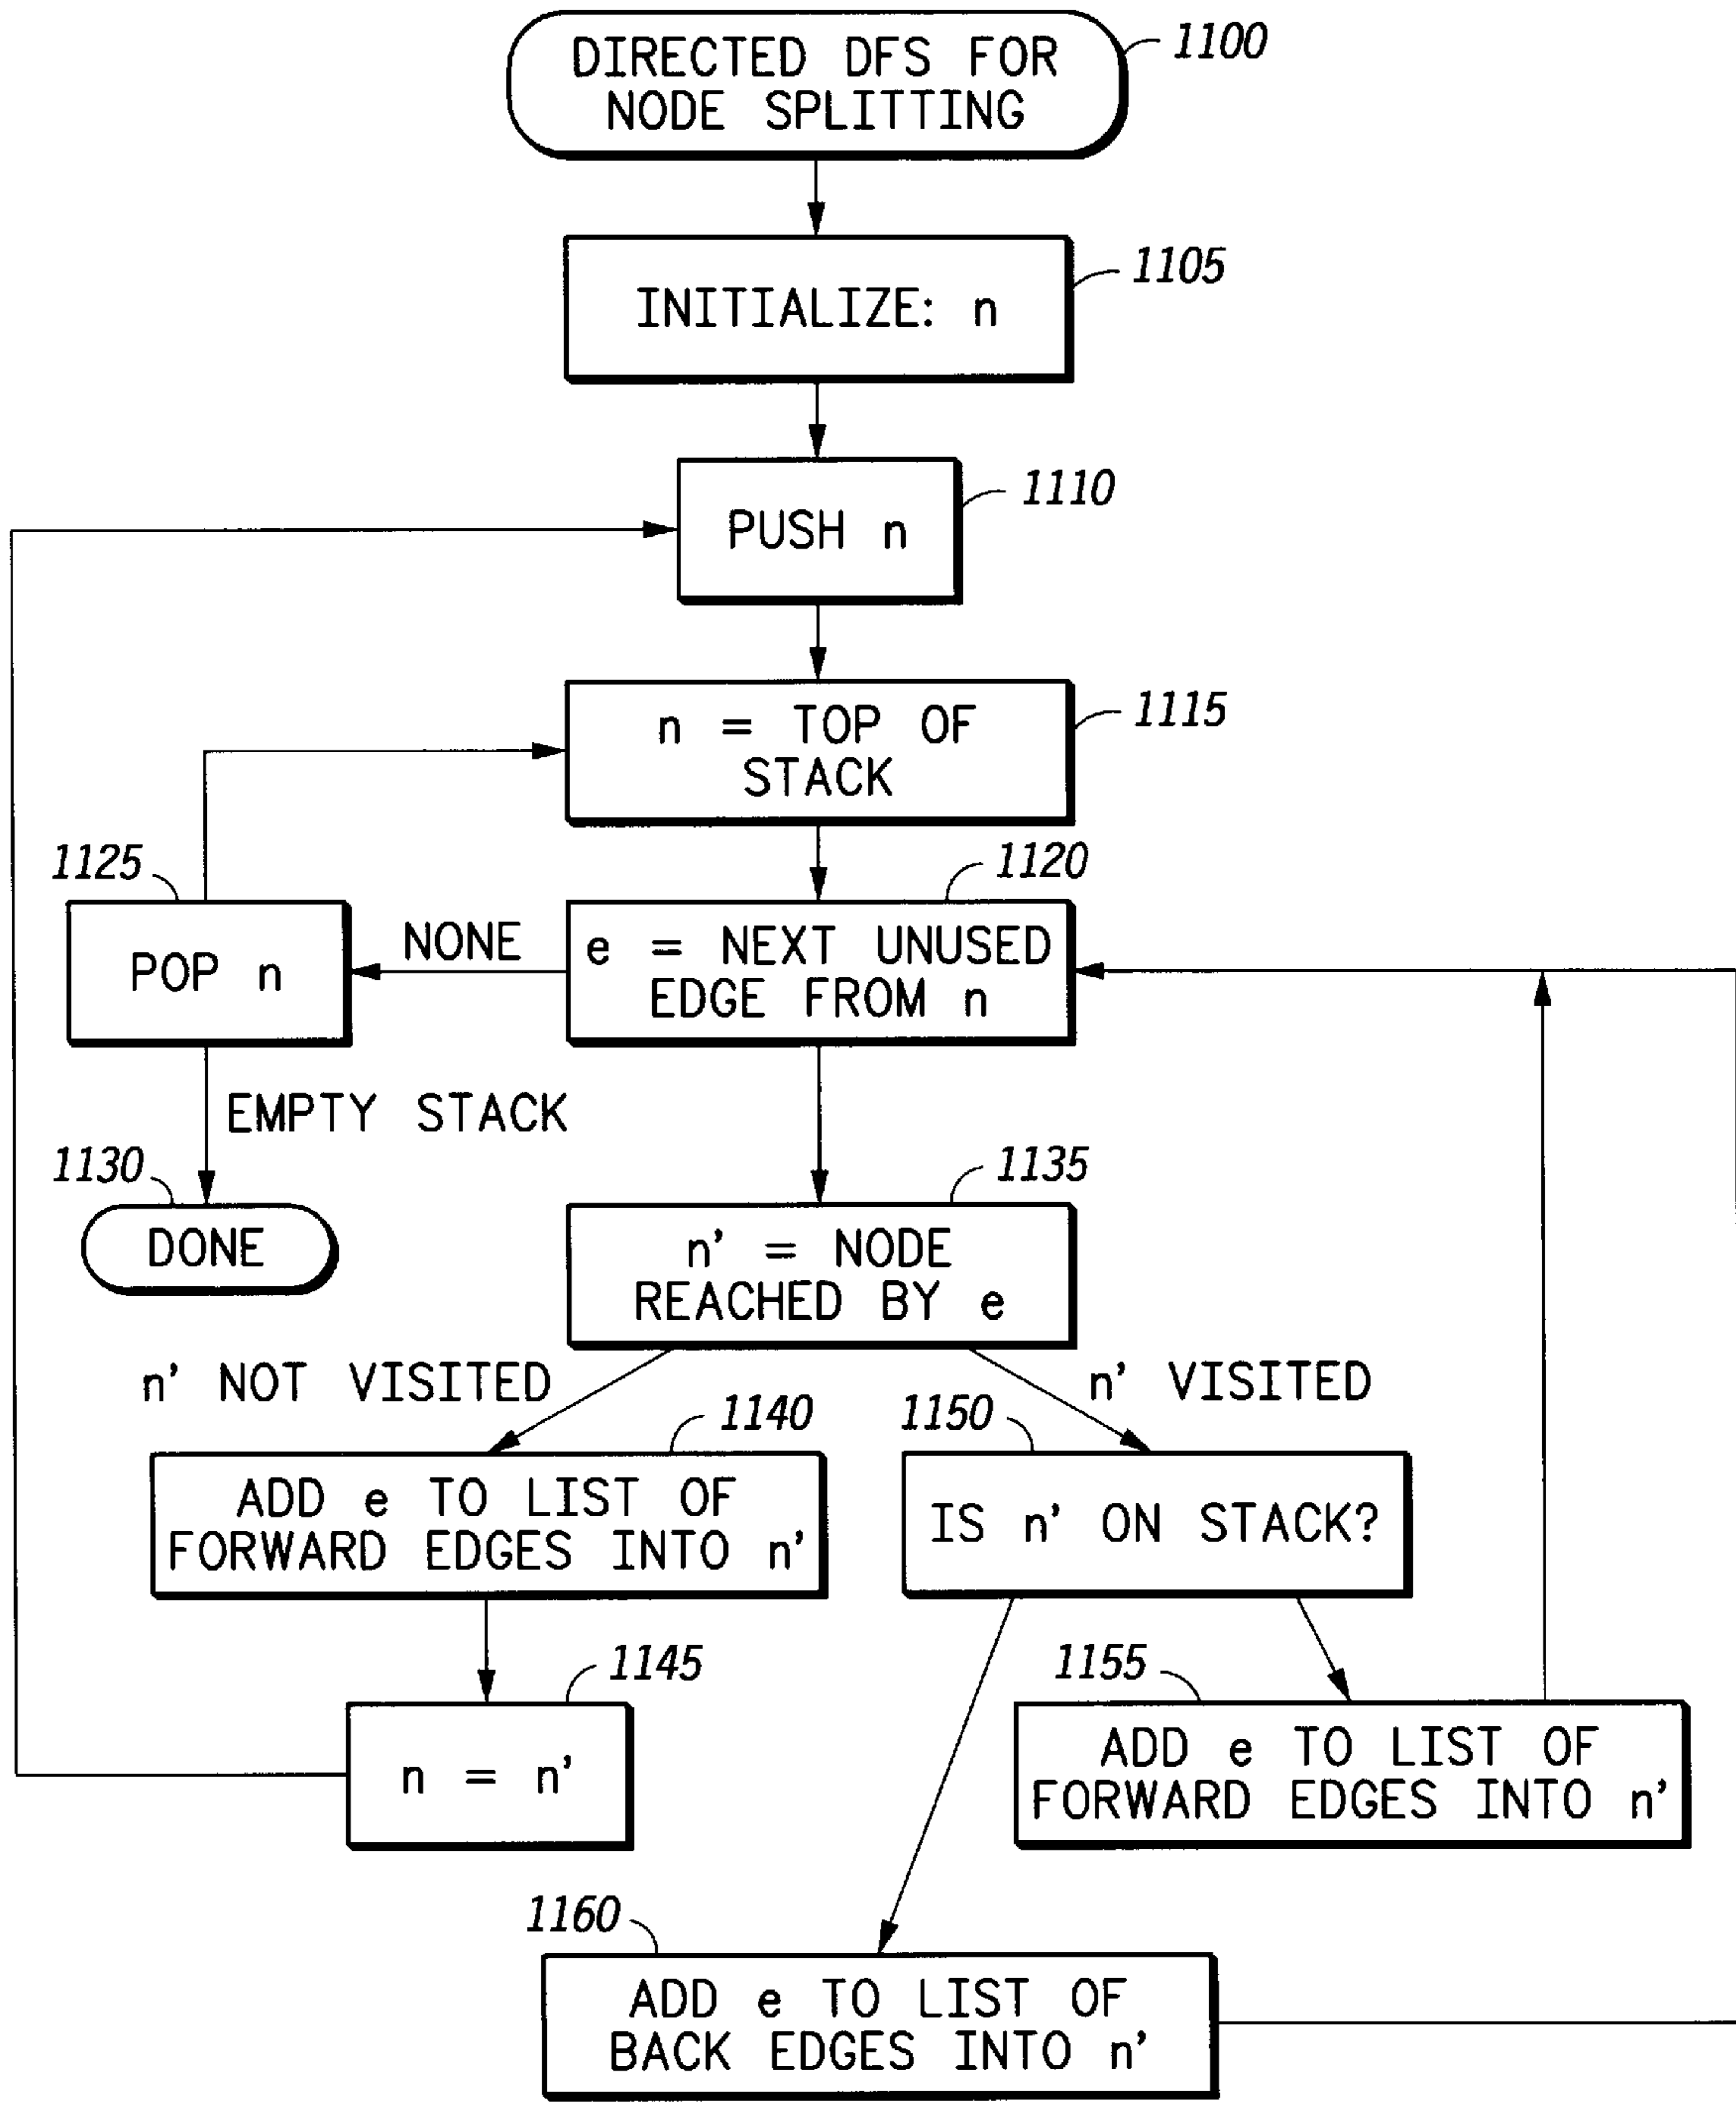 DIRECTED DFS FOR
NODE SPLITTING
1100
INITIALIZE: n
1105
PUSH n
1110
n = TOP OF
STACK
1115
1125
POP n
NONE
1120
e = NEXT UNUSED
EDGE FROM n
EMPTY STACK
1130
DONE
1135
n' = NODE
REACHED BY e
n' NOT VISITED
n' VISITED
1140
ADD e TO LIST OF
FORWARD EDGES INTO n'
1150
IS n' ON STACK?
1145
n = n'
1155
ADD e TO LIST OF
FORWARD EDGES INTO n'
1160
ADD e TO LIST OF
BACK EDGES INTO n'